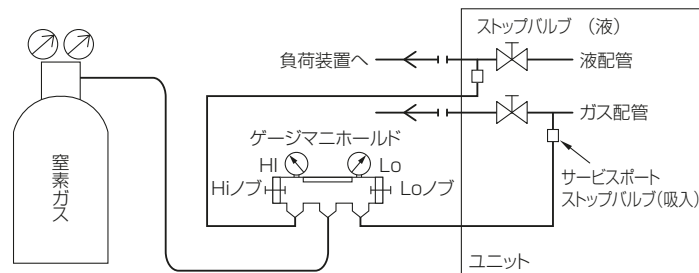 ストップバルブ (液)
負荷装置へ
液配管
ガス配管
ゲージマニホールド
HI
Lo
Hiノブ
Loノブ
サービスポート
ストップバルブ(吸入)
窒素ガス
ユニット